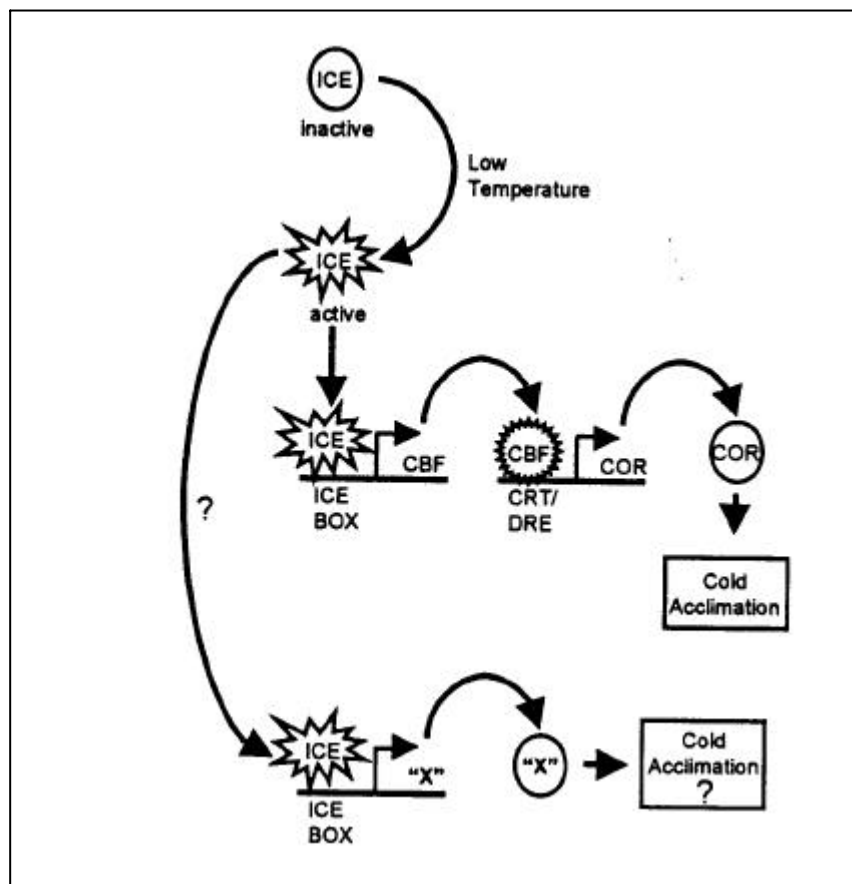 ICE
inactive
Low
Temperature
ICE
active
ICE
CBF
ICE
BOX
CBF
COR
CRT/
DRE
COR
Cold
Acclimation
?
ICE
"X"
ICE
BOX
"X"
Cold
Acclimation
?